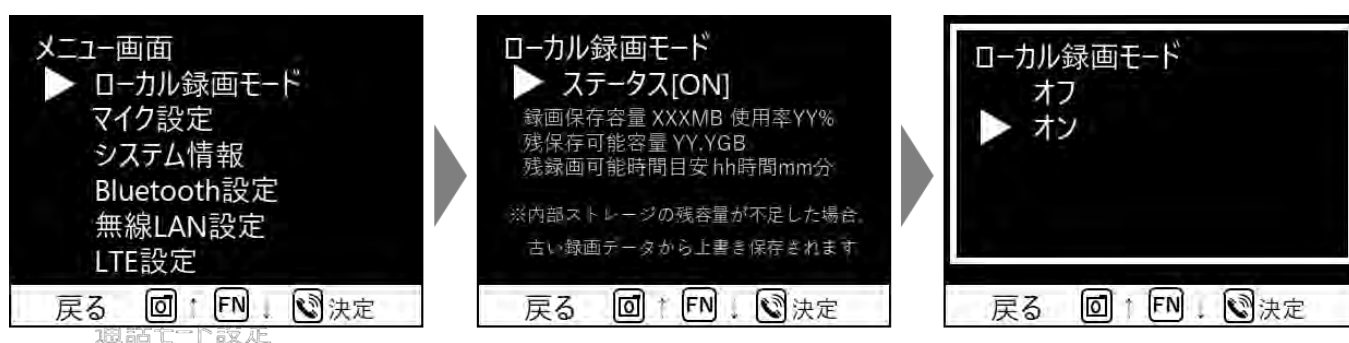 メニュー画面
▶ ローカル録画モード
マイク設定
システム情報
Bluetooth設定
無線LAN設定
LTE設定
戻る ↑ FN ↓ 決定
通話モード設定
ローカル録画モード
▶ ステータス[ON]
録画保存容量 XXXMB 使用率YY%
残保存可能容量 YY.YGB
残録画可能時間目安 hh時間mm分
※内部ストレージの残容量が不足した場合、
古い録画データから上書き保存されます
戻る ↑ FN ↓ 決定
ローカル録画モード
オフ
▶ オン
戻る ↑ FN ↓ 決定